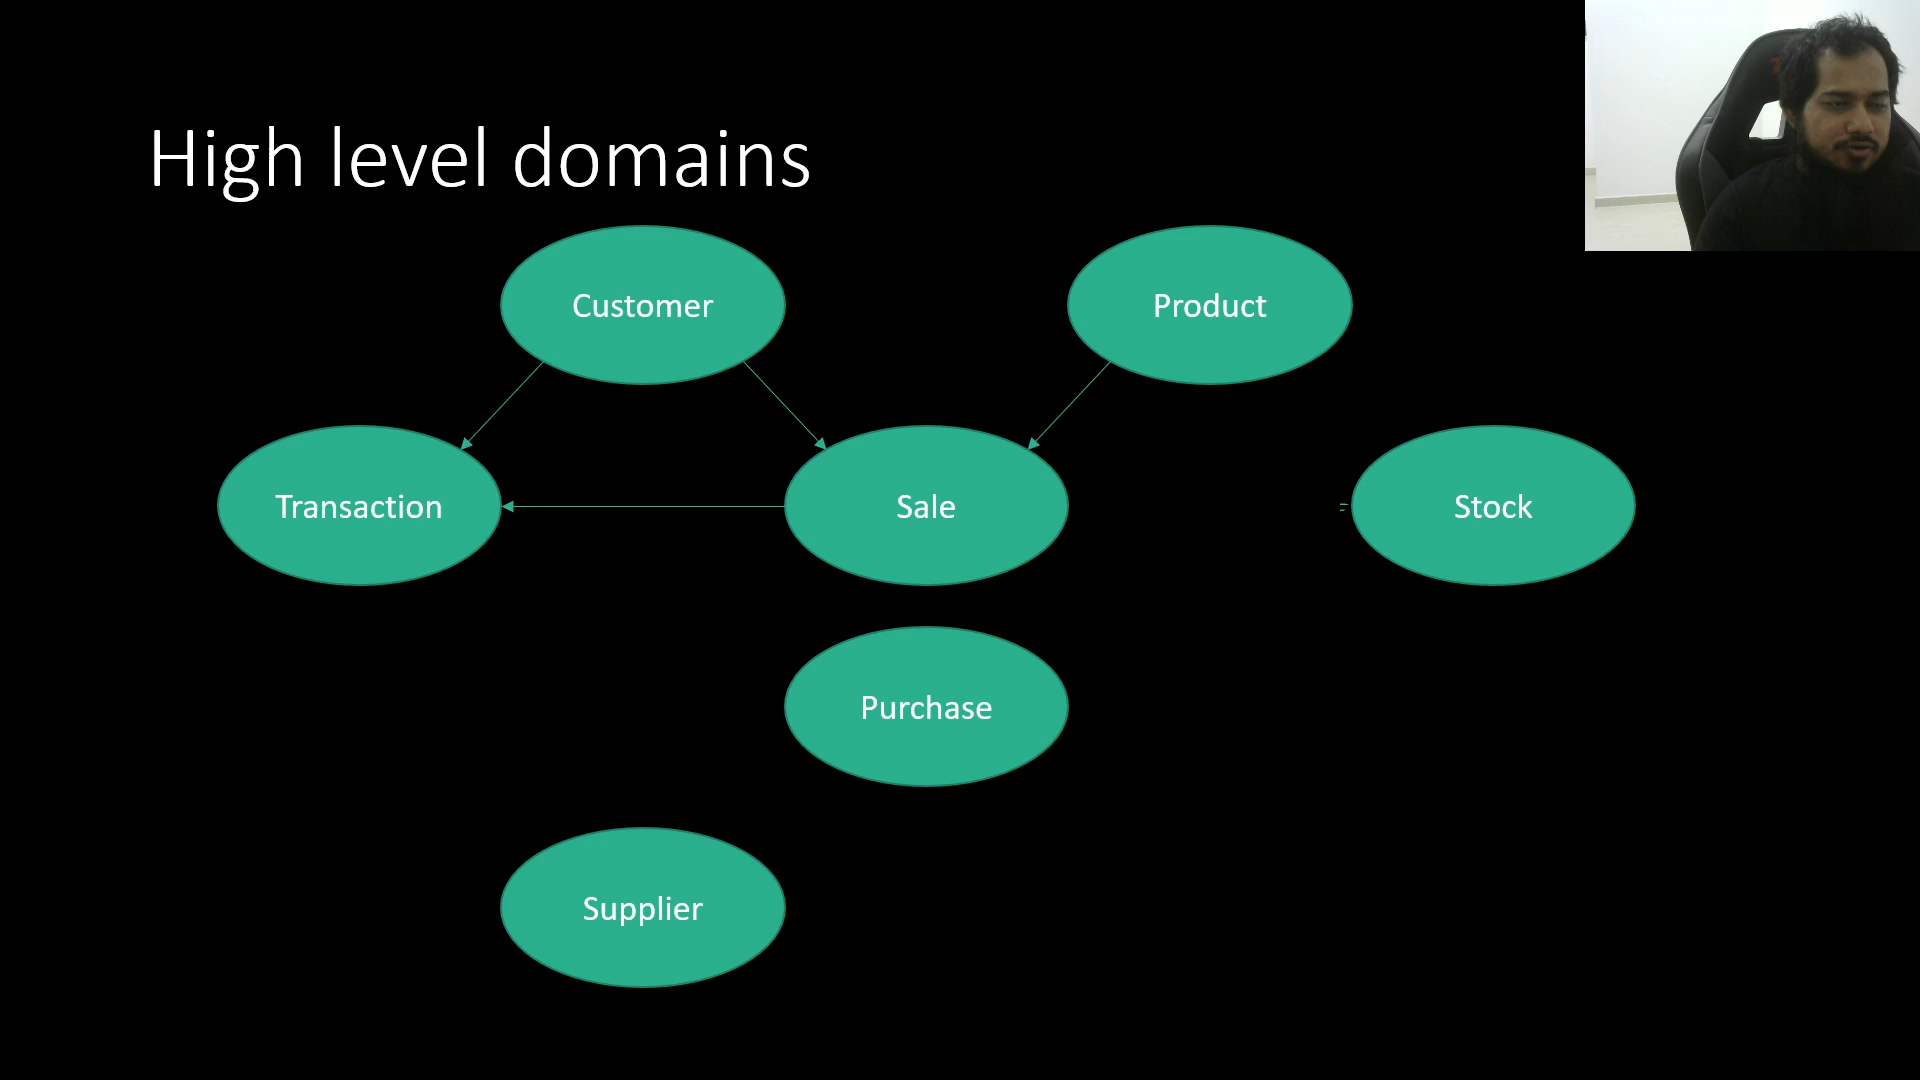 High level domains
Customer
Product
Transaction
Sale
Stock
Purchase
Supplier